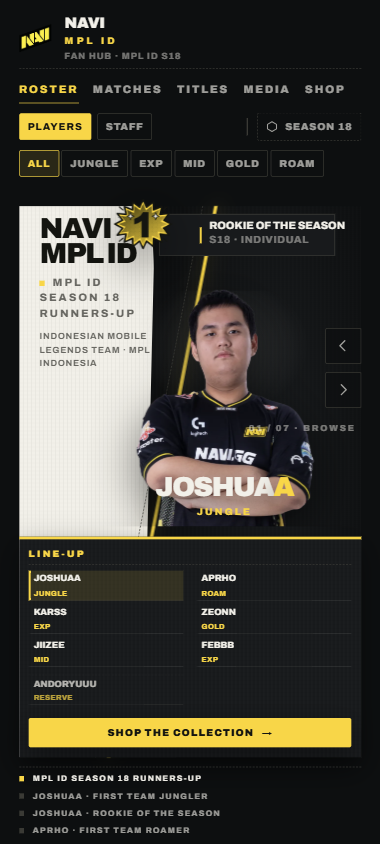 NAVI
MPL ID
FAN HUB · MPL ID S18
ROSTER MATCHES TITLES MEDIA SHOP
PLAYERS STAFF SEASON 18
ALL JUNGLE EXP MID GOLD ROAM
NAVI
MPL ID
1
ROOKIE OF THE SEASON
S18 · INDIVIDUAL
MPL ID
SEASON 18
RUNNERS-UP
INDONESIAN MOBILE
LEGENDS TEAM · MPL
INDONESIA
07 · BROWSE
logitech
NAVI.GG
JOSHUAA
JUNGLE
LINE-UP
JOSHUAA
JUNGLE
APRHO
ROAM
KARSS
EXP
ZEONN
GOLD
JIIZEE
MID
FEBBB
EXP
ANDORYUUU
RESERVE
SHOP THE COLLECTION →
MPL ID SEASON 18 RUNNERS-UP
JOSHUAA · FIRST TEAM JUNGLER
JOSHUAA · ROOKIE OF THE SEASON
APRHO · FIRST TEAM ROAMER